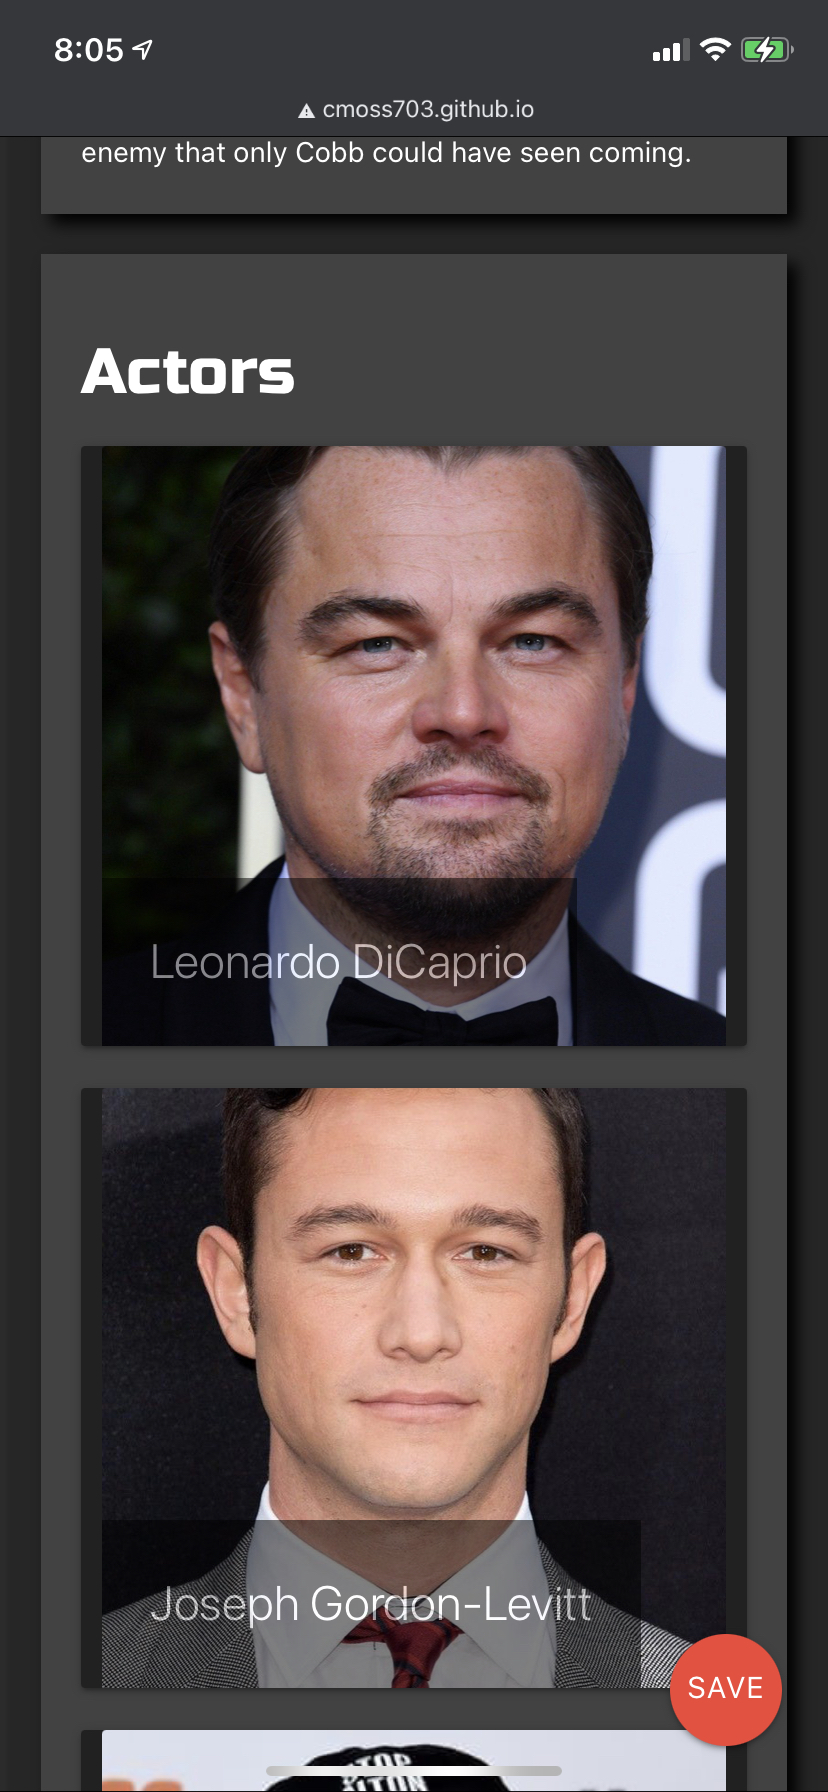 8:05
cmoss703.github.io
enemy that only Cobb could have seen coming.
Actors
Leonardo DiCaprio
Joseph Gordon-Levitt
SAVE